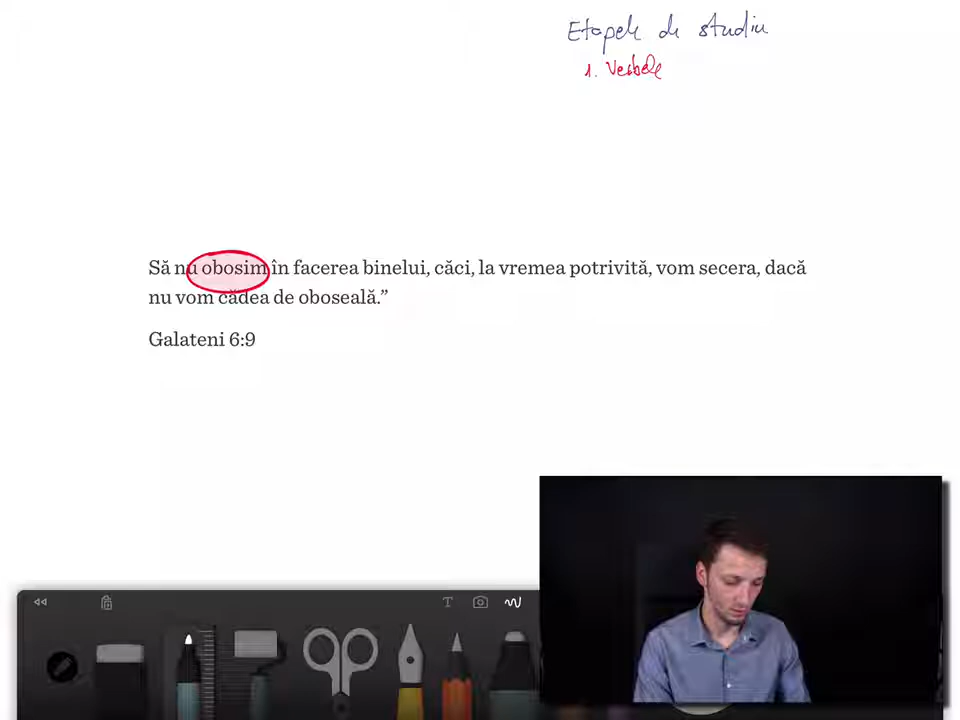 Etapele de studiu
1. Verbele
Să nu obosim în facerea binelui, căci, la vremea potrivită, vom secera, dacă
nu vom cădea de oboseală.”
Galateni 6:9
T